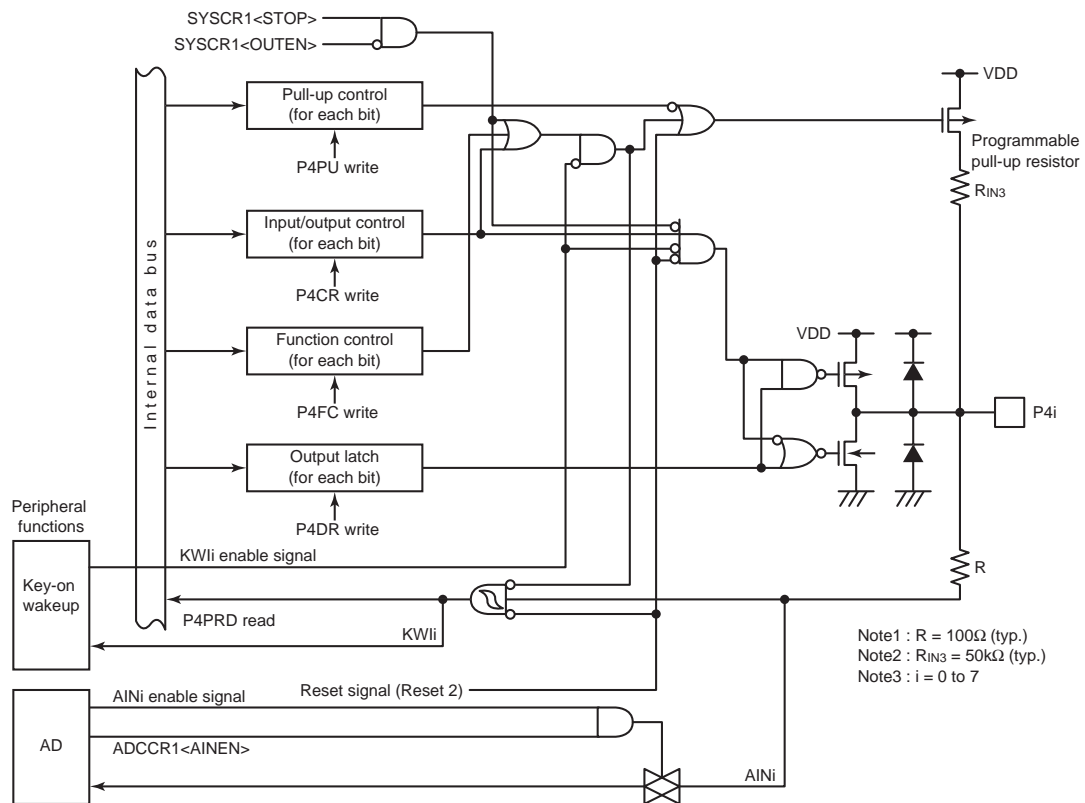 SYSCR1<STOP>
SYSCR1<OUTEN>
VDD
Pull-up control
(for each bit)
P4PU write
Programmable
pull-up resistor
RIN3
Input/output control
(for each bit)
P4CR write
Internal data bus
Function control
(for each bit)
P4FC write
VDD
P4i
Output latch
(for each bit)
P4DR write
Peripheral
functions
KWIi enable signal
Key-on
wakeup
R
P4PRD read
KWIi
Note1 : R = 100Ω (typ.)
Note2 : RIN3 = 50kΩ (typ.)
Note3 : i = 0 to 7
Reset signal (Reset 2)
AINi enable signal
AD
ADCCR1<AINEN>
AINi